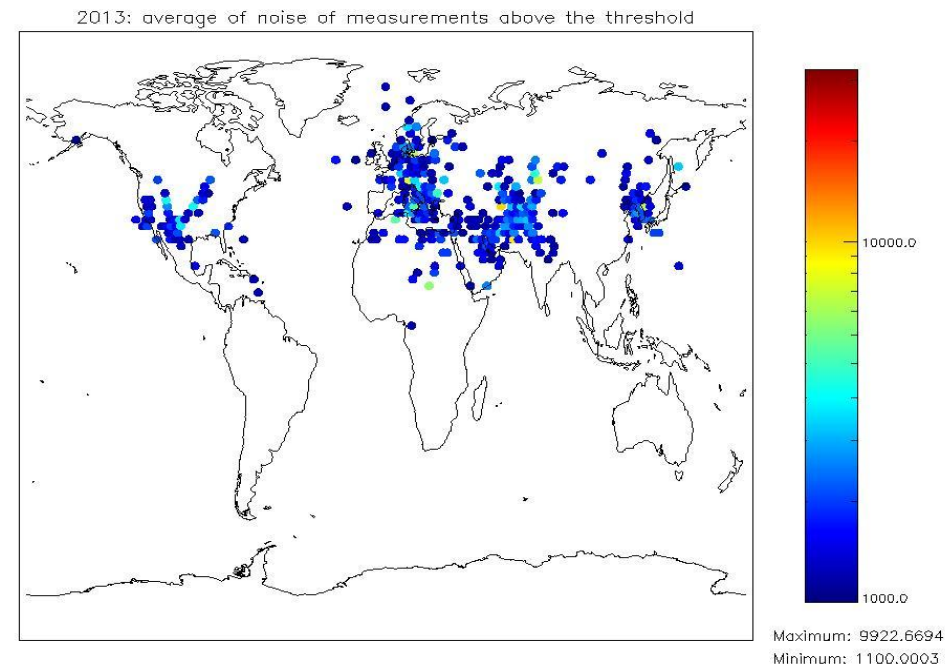 2013: average of noise of measurements above the threshold
10000.0
1000.0
Maximum: 9922.6694
Minimum: 1100.0003